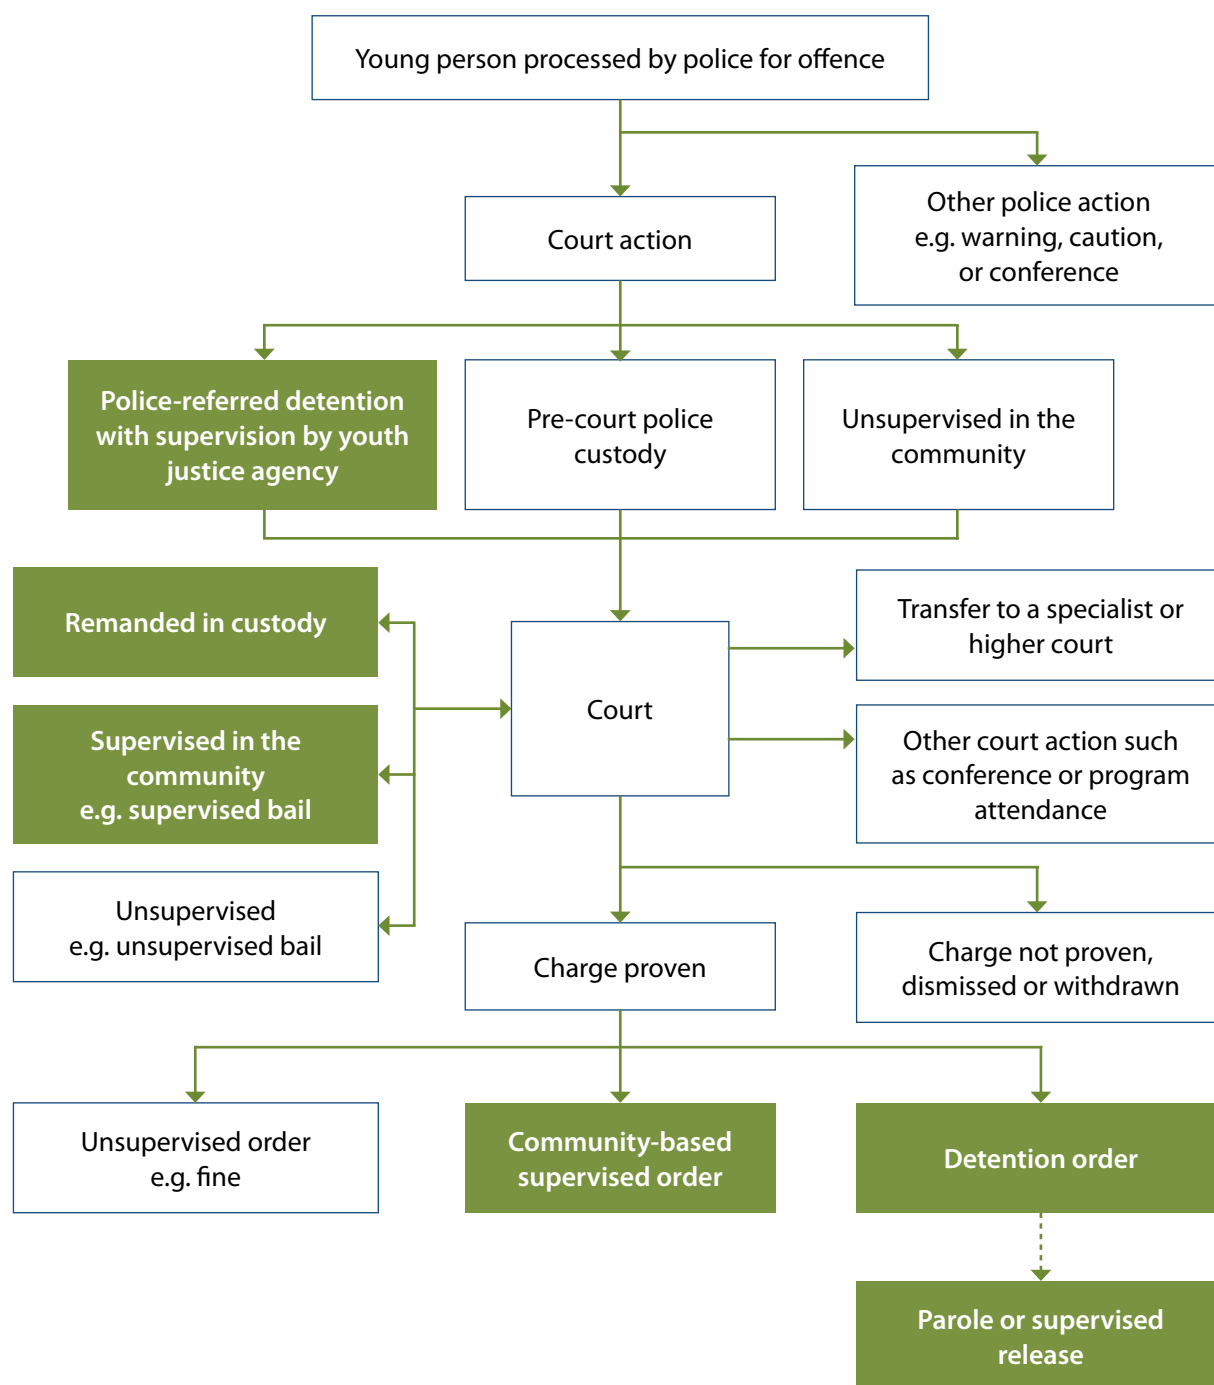 Young person processed by police for offence
Other police action
e.g. warning, caution,
or conference
Court action
Police-referred detention
with supervision by youth
justice agency
Pre-court police
custody
Unsupervised in the
community
Remanded in custody
Transfer to a specialist or
higher court
Court
Supervised in the
community
e.g. supervised bail
Other court action such
as conference or program
attendance
Unsupervised
e.g. unsupervised bail
Charge proven
Charge not proven,
dismissed or withdrawn
Unsupervised order
e.g. fine
Community-based
supervised order
Detention order
Parole or supervised
release